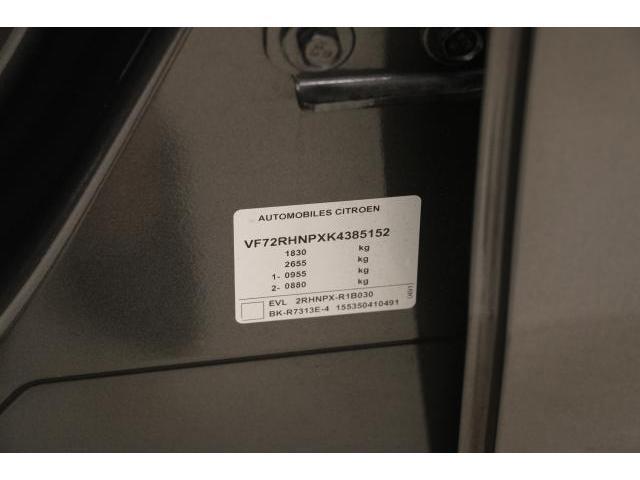 AUTOMOBILES CITROEN
VF72RHNPXK4385152
1830 kg
2655 kg
1- 0955 kg
2- 0880 kg
EVL 2RHNPX-R1B030
BK-R7313E-4 155350410491